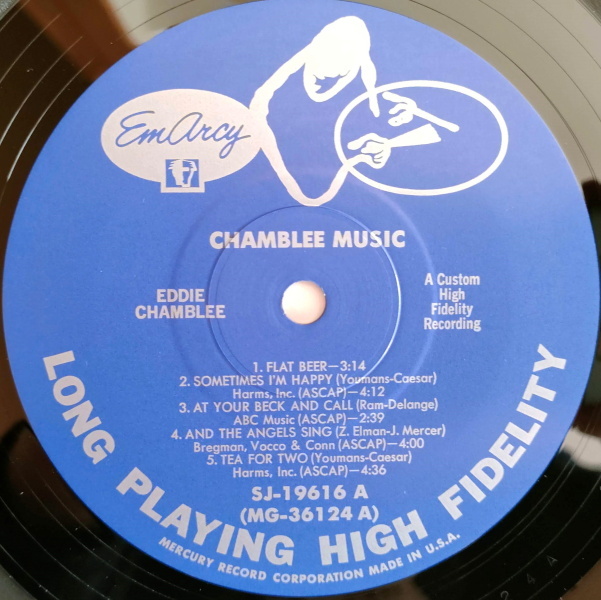 EmArcy
CHAMBLEE MUSIC
EDDIE
CHAMBLEE
A Custom
High
Fidelity
Recording
1. FLAT BEER—3:14
2. SOMETIMES I'M HAPPY (Youmans-Caesar)
Harms, Inc. (ASCAP)—4:12
3. AT YOUR BECK AND CALL (Ram-Delange)
ABC Music (ASCAP)—2:39
4. AND THE ANGELS SING (Z. Elman-J. Mercer)
Bregman, Vocco & Conn (ASCAP)—4:00
5. TEA FOR TWO (Youmans-Caesar)
Harms, Inc. (ASCAP)—4:36
SJ-19616 A
(MG-36124 A)
LONG PLAYING HIGH FIDELITY
MERCURY RECORD CORPORATION MADE IN U.S.A.
2 4 A